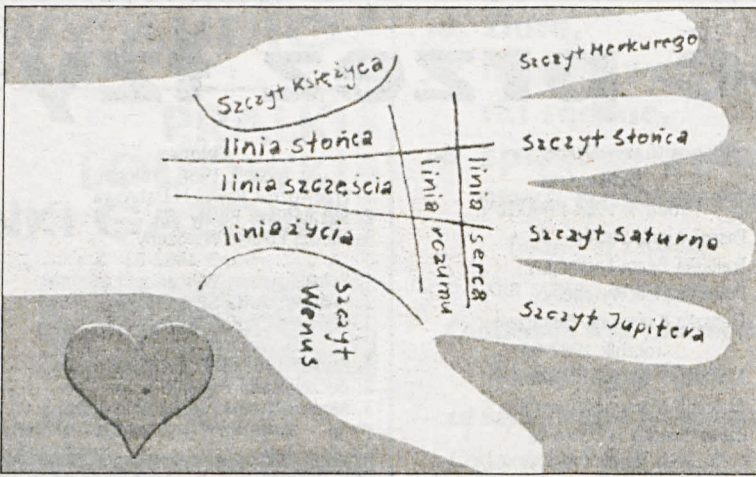 Szczyt Merkurego
Szczyt Księżyca
linia słońca
Szczyt Słońca
linia szczęścia
linia serca
linia rozumu
linia życia
Szczyt Saturna
Szczyt
Wenus
Szczyt Jupitera